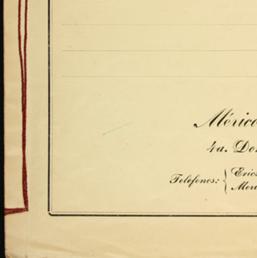 México
4a. Do
Teléfonos: { Eric
Mex